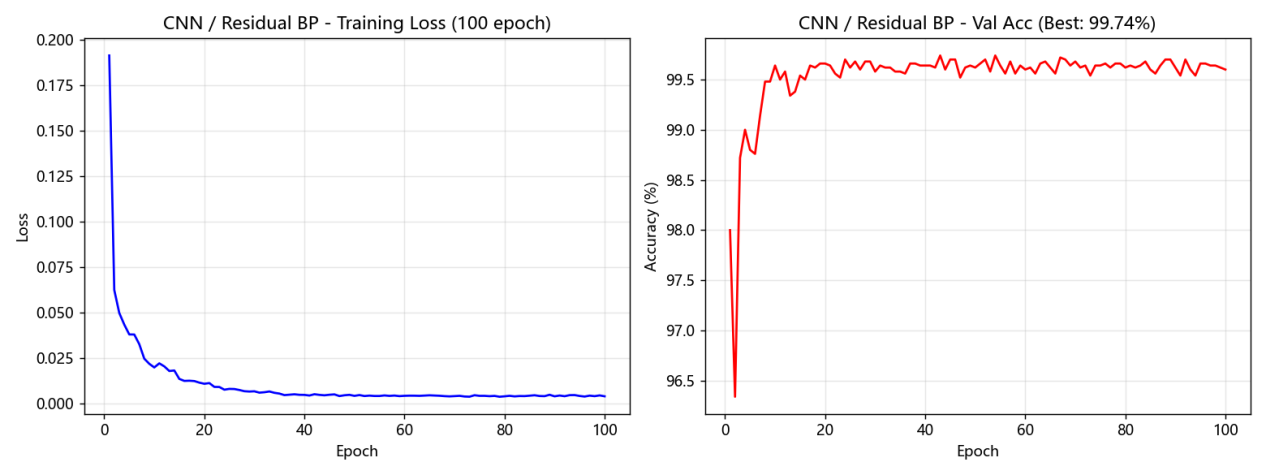 CNN / Residual BP - Training Loss (100 epoch)
0.200
0.175
0.150
0.125
0.100
0.075
0.050
0.025
0.000
Loss
0 20 40 60 80 100
Epoch
CNN / Residual BP - Val Acc (Best: 99.74%)
99.5
99.0
98.5
98.0
97.5
97.0
96.5
Accuracy (%)
0 20 40 60 80 100
Epoch